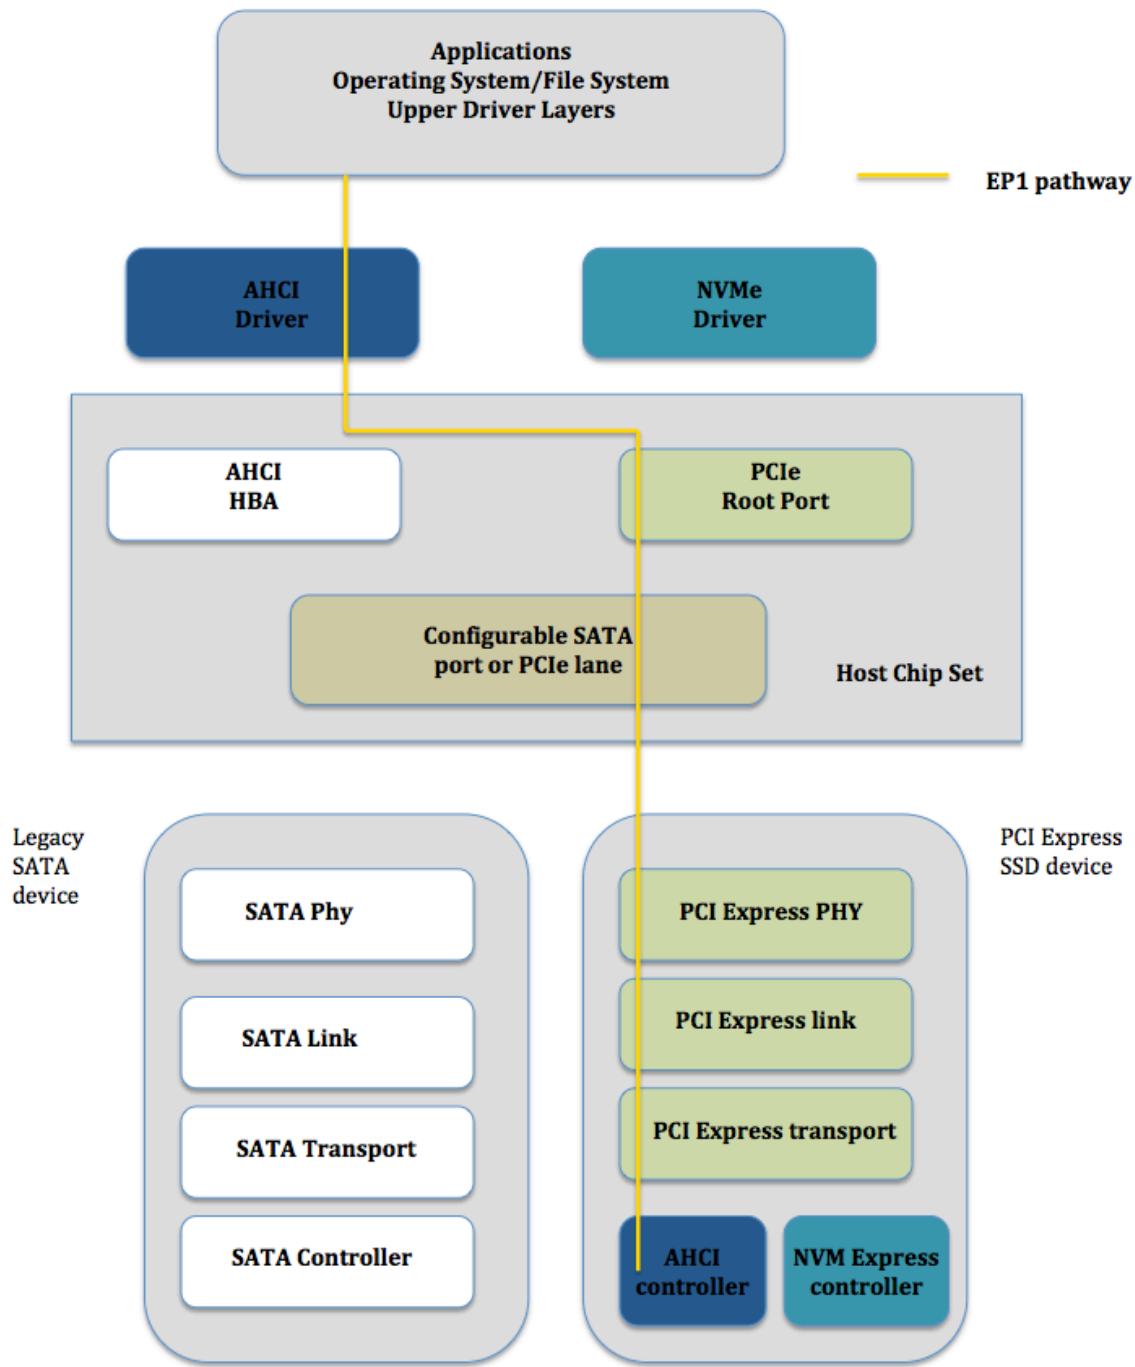 Applications
Operating System/File System
Upper Driver Layers
EP1 pathway
AHCI
Driver
NVMe
Driver
AHCI
HBA
PCIe
Root Port
Configurable SATA
port or PCIe lane
Host Chip Set
Legacy
SATA
device
SATA Phy
SATA Link
SATA Transport
SATA Controller
PCI Express
SSD device
PCI Express PHY
PCI Express link
PCI Express transport
AHCI
controller
NVM Express
controller